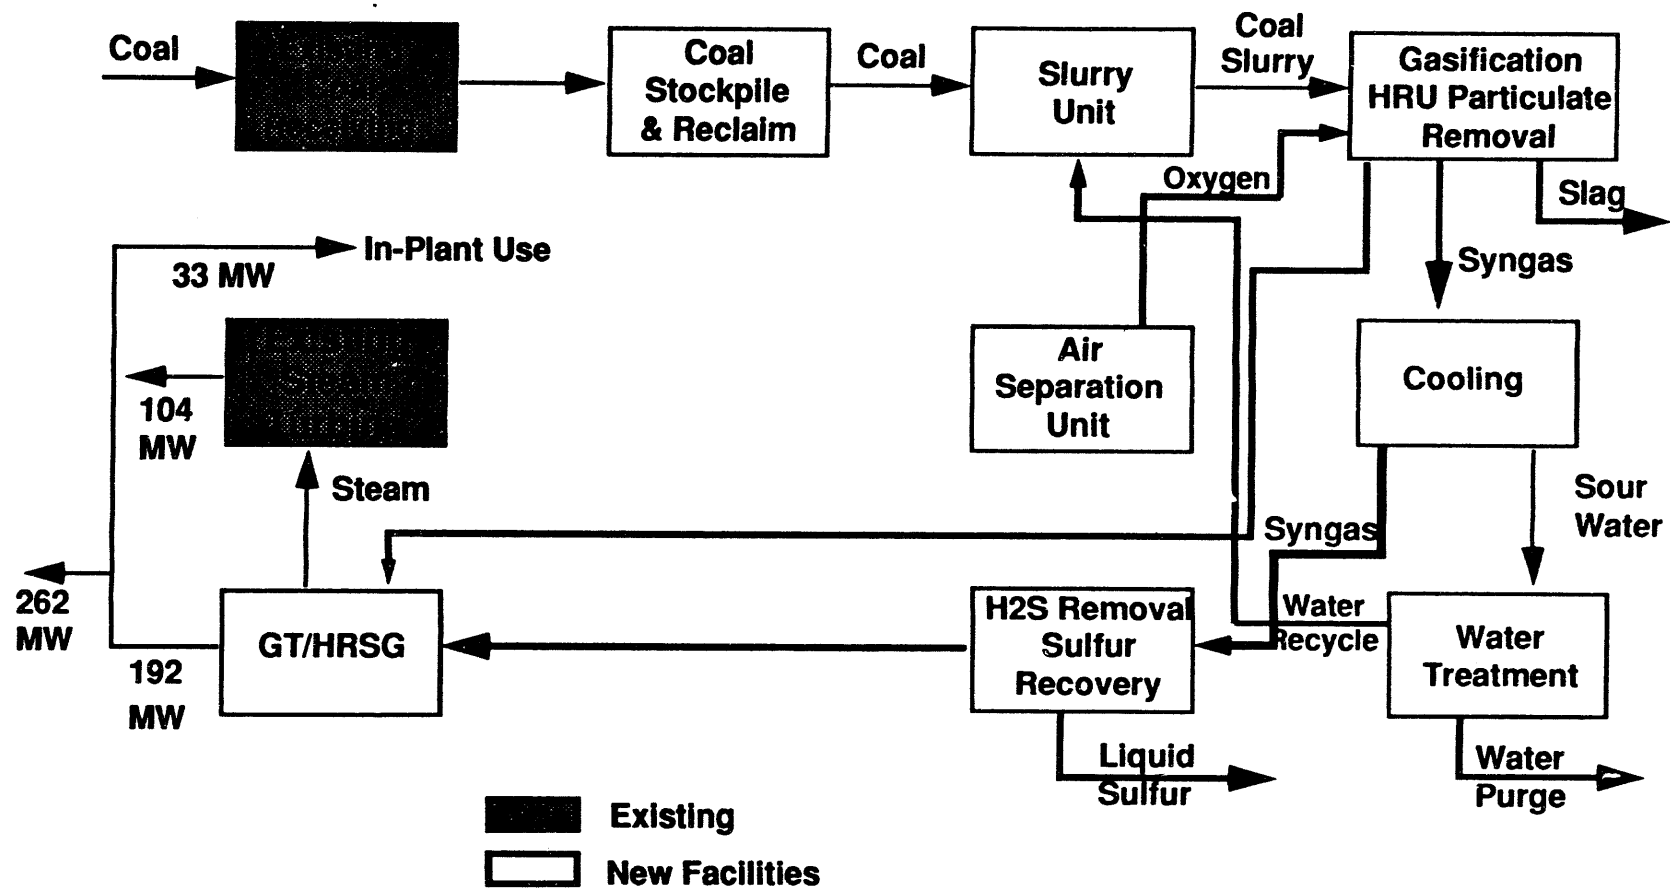 Coal
Coal
Stockpile
& Reclaim
Coal
Slurry
Unit
Coal
Slurry
Gasification
HRU Particulate
Removal
Oxygen
Slag
Syngas
In-Plant Use
33 MW
Existing
Steam
104
MW
Steam
Air
Separation
Unit
Cooling
Sour
Water
Syngas
262
MW
GT/HRSG
192
MW
H2S Removal
Sulfur
Recovery
Water
Recycle
Water
Treatment
Liquid
Sulfur
Water
Purge
Existing
New Facilities